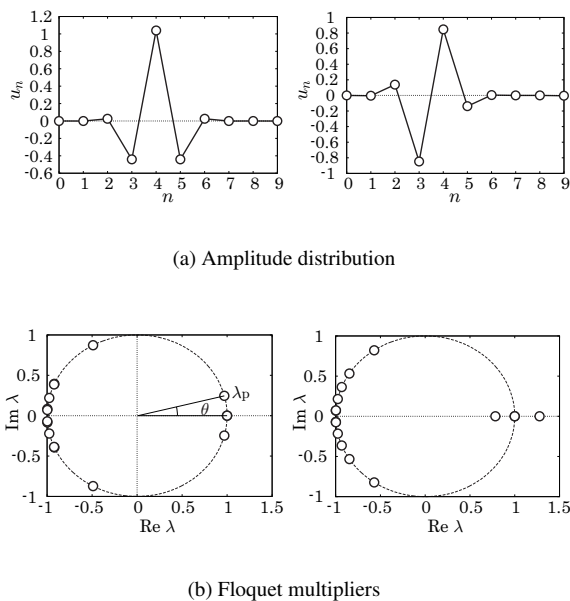 1.2
1
0.8
0.6
0.4
0.2
0
-0.2
-0.4
-0.6
u_n
0 1 2 3 4 5 6 7 8 9
n
1
0.8
0.6
0.4
0.2
0
-0.2
-0.4
-0.6
-0.8
-1
u_n
0 1 2 3 4 5 6 7 8 9
n
(a) Amplitude distribution
1
0.5
0
-0.5
-1
Im λ
λp
θ
-1 -0.5 0 0.5 1 1.5
Re λ
1
0.5
0
-0.5
-1
Im λ
-1 -0.5 0 0.5 1 1.5
Re λ
(b) Floquet multipliers